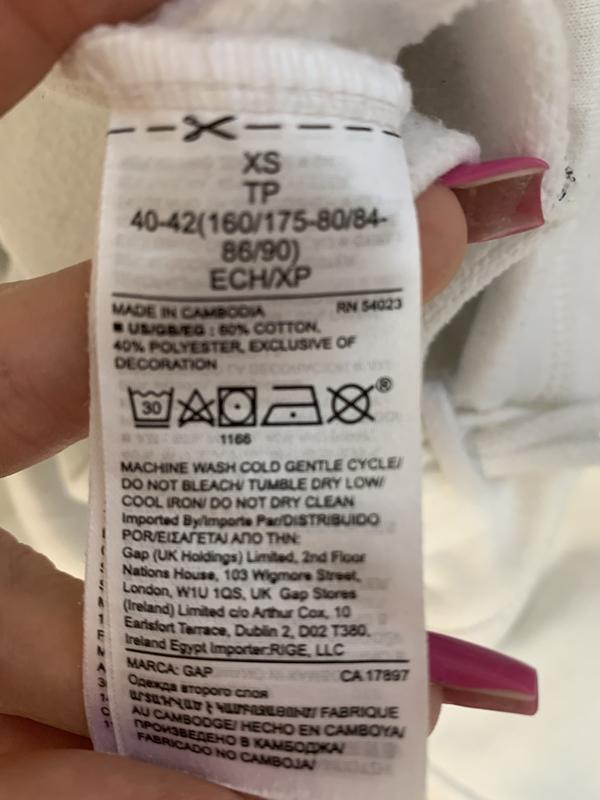 XS
TP
40-42(160/175-80/84-
86/90)
ECH/XP
MADE IN CAMBODIA RN 54023
■ US/GB/EG : 60% COTTON,
40% POLYESTER, EXCLUSIVE OF
DECORATION
30
®
1166
MACHINE WASH COLD GENTLE CYCLE/
DO NOT BLEACH/ TUMBLE DRY LOW/
COOL IRON/ DO NOT DRY CLEAN
Imported By/Importe Par/DISTRIBUIDO
POR/ΕΙΣΑΓΕΤΑΙ ΑΠΟ ΤΗΝ:
Gap (UK Holdings) Limited, 2nd Floor
Nations House, 103 Wigmore Street,
London, W1U 1QS, UK Gap Stores
(Ireland) Limited c/o Arthur Cox, 10
Earlsfort Terrace, Dublin 2, D02 T380,
Ireland Egypt Importer:RIGE, LLC
MARCA: GAP CA 17897
Одежда второго слоя
FABRIQUE
AU CAMBODGE/ HECHO EN CAMBOYA/
ПРОИЗВЕДЕНО В КАМБОДЖА/
FABRICADO NO CAMBOJA/